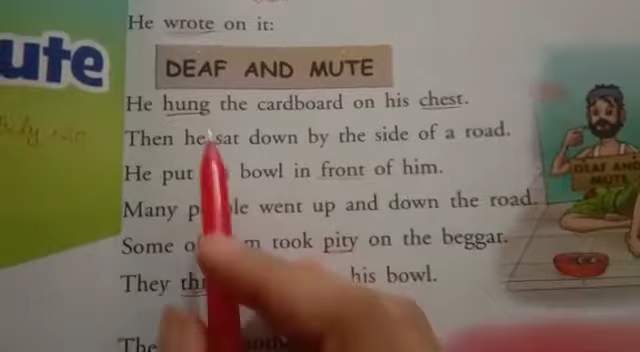 He wrote on it:
ute
DEAF AND MUTE
He hung the cardboard on his chest.
Then he sat down by the side of a road.
He put bowl in front of him.
Many went up and down the road.
Some took pity on the beggar.
They his bowl.
The
DEAF AND
MUTE